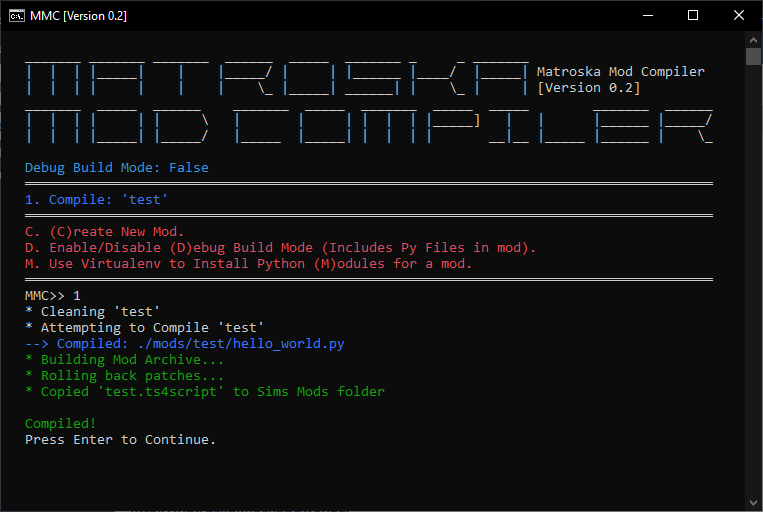 MMC [Version 0.2]
MATROSKA
Matroska Mod Compiler
[Version 0.2]
MOD COMPILER
Debug Build Mode: False
1. Compile: 'test'
C. (C)reate New Mod.
D. Enable/Disable (D)ebug Build Mode (Includes Py Files in mod).
M. Use Virtualenv to Install Python (M)odules for a mod.
MMC>> 1
* Cleaning 'test'
* Attempting to Compile 'test'
--> Compiled: ./mods/test/hello_world.py
* Building Mod Archive...
* Rolling back patches...
* Copied 'test.ts4script' to Sims Mods folder
Compiled!
Press Enter to Continue.